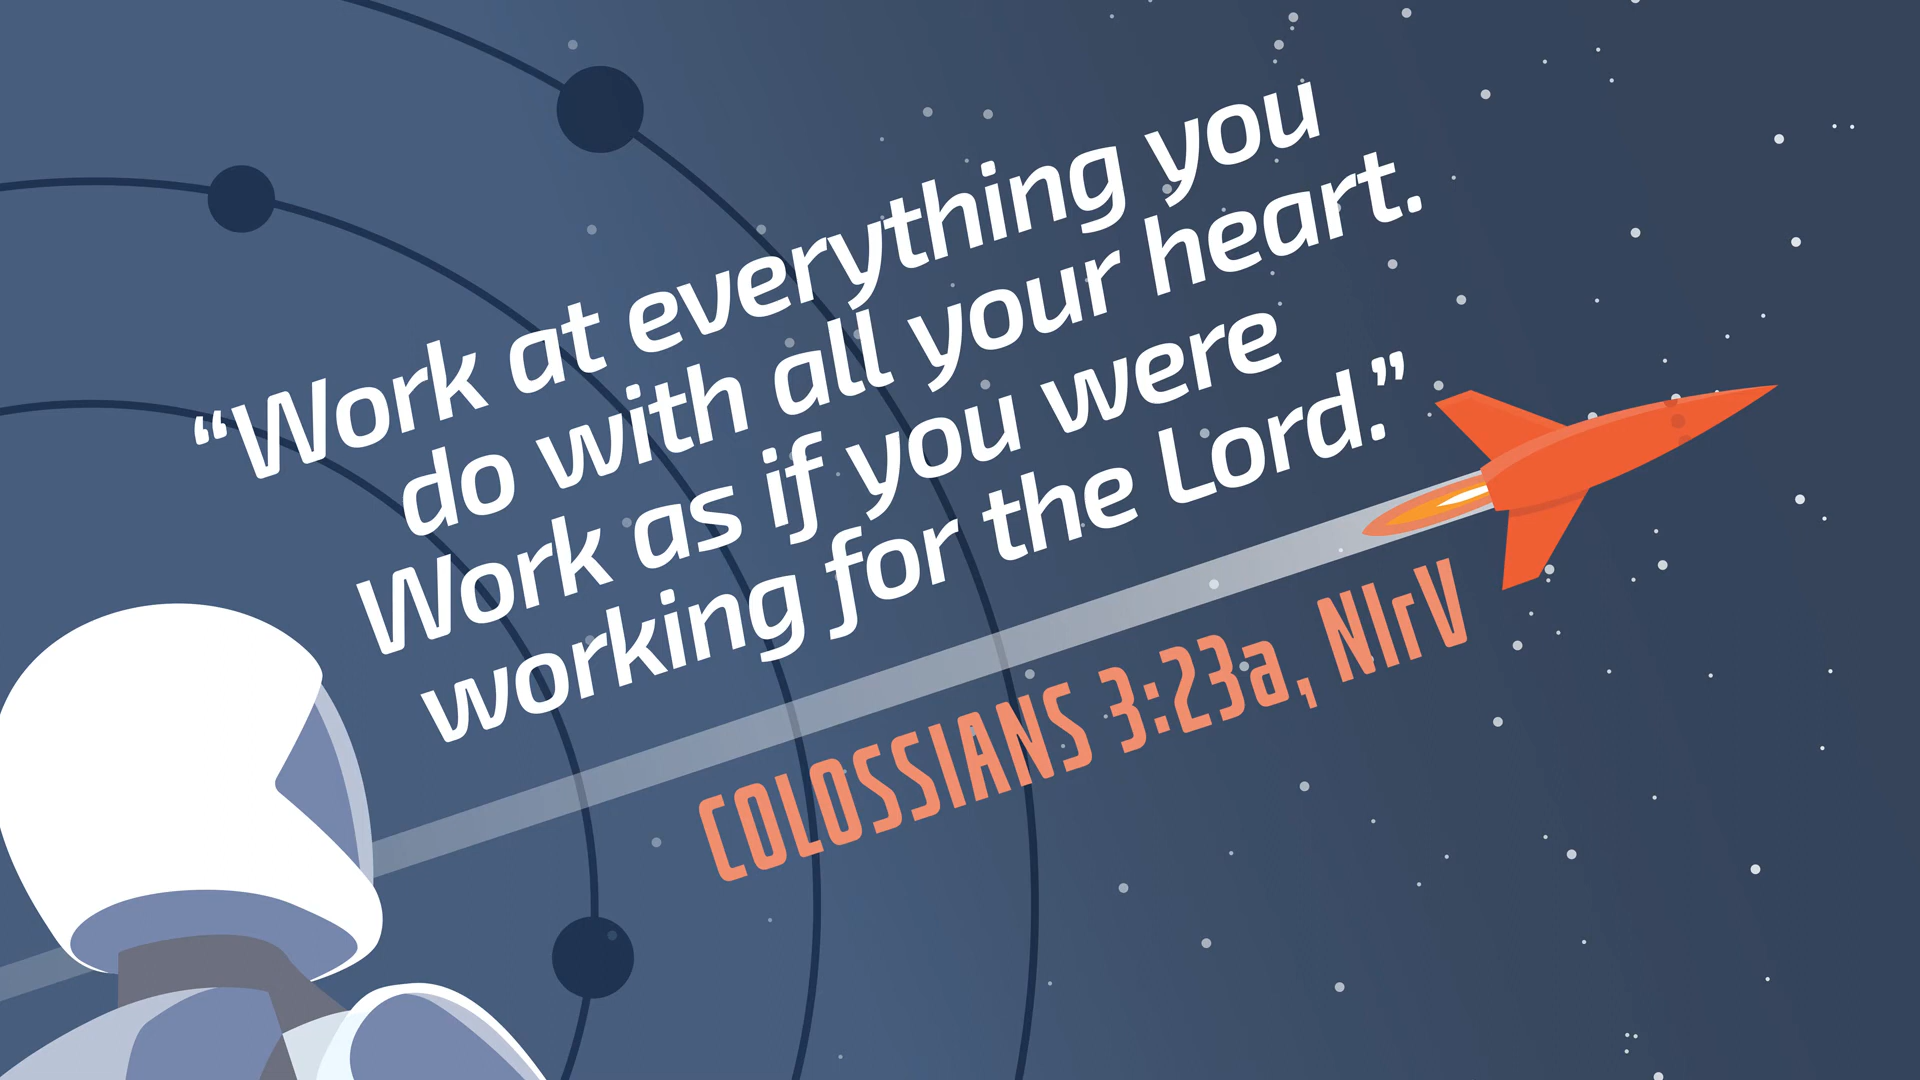 “Work at everything you
do with all your heart.
Work as if you were
working for the Lord.”
COLOSSIANS 3:23a, NIrV